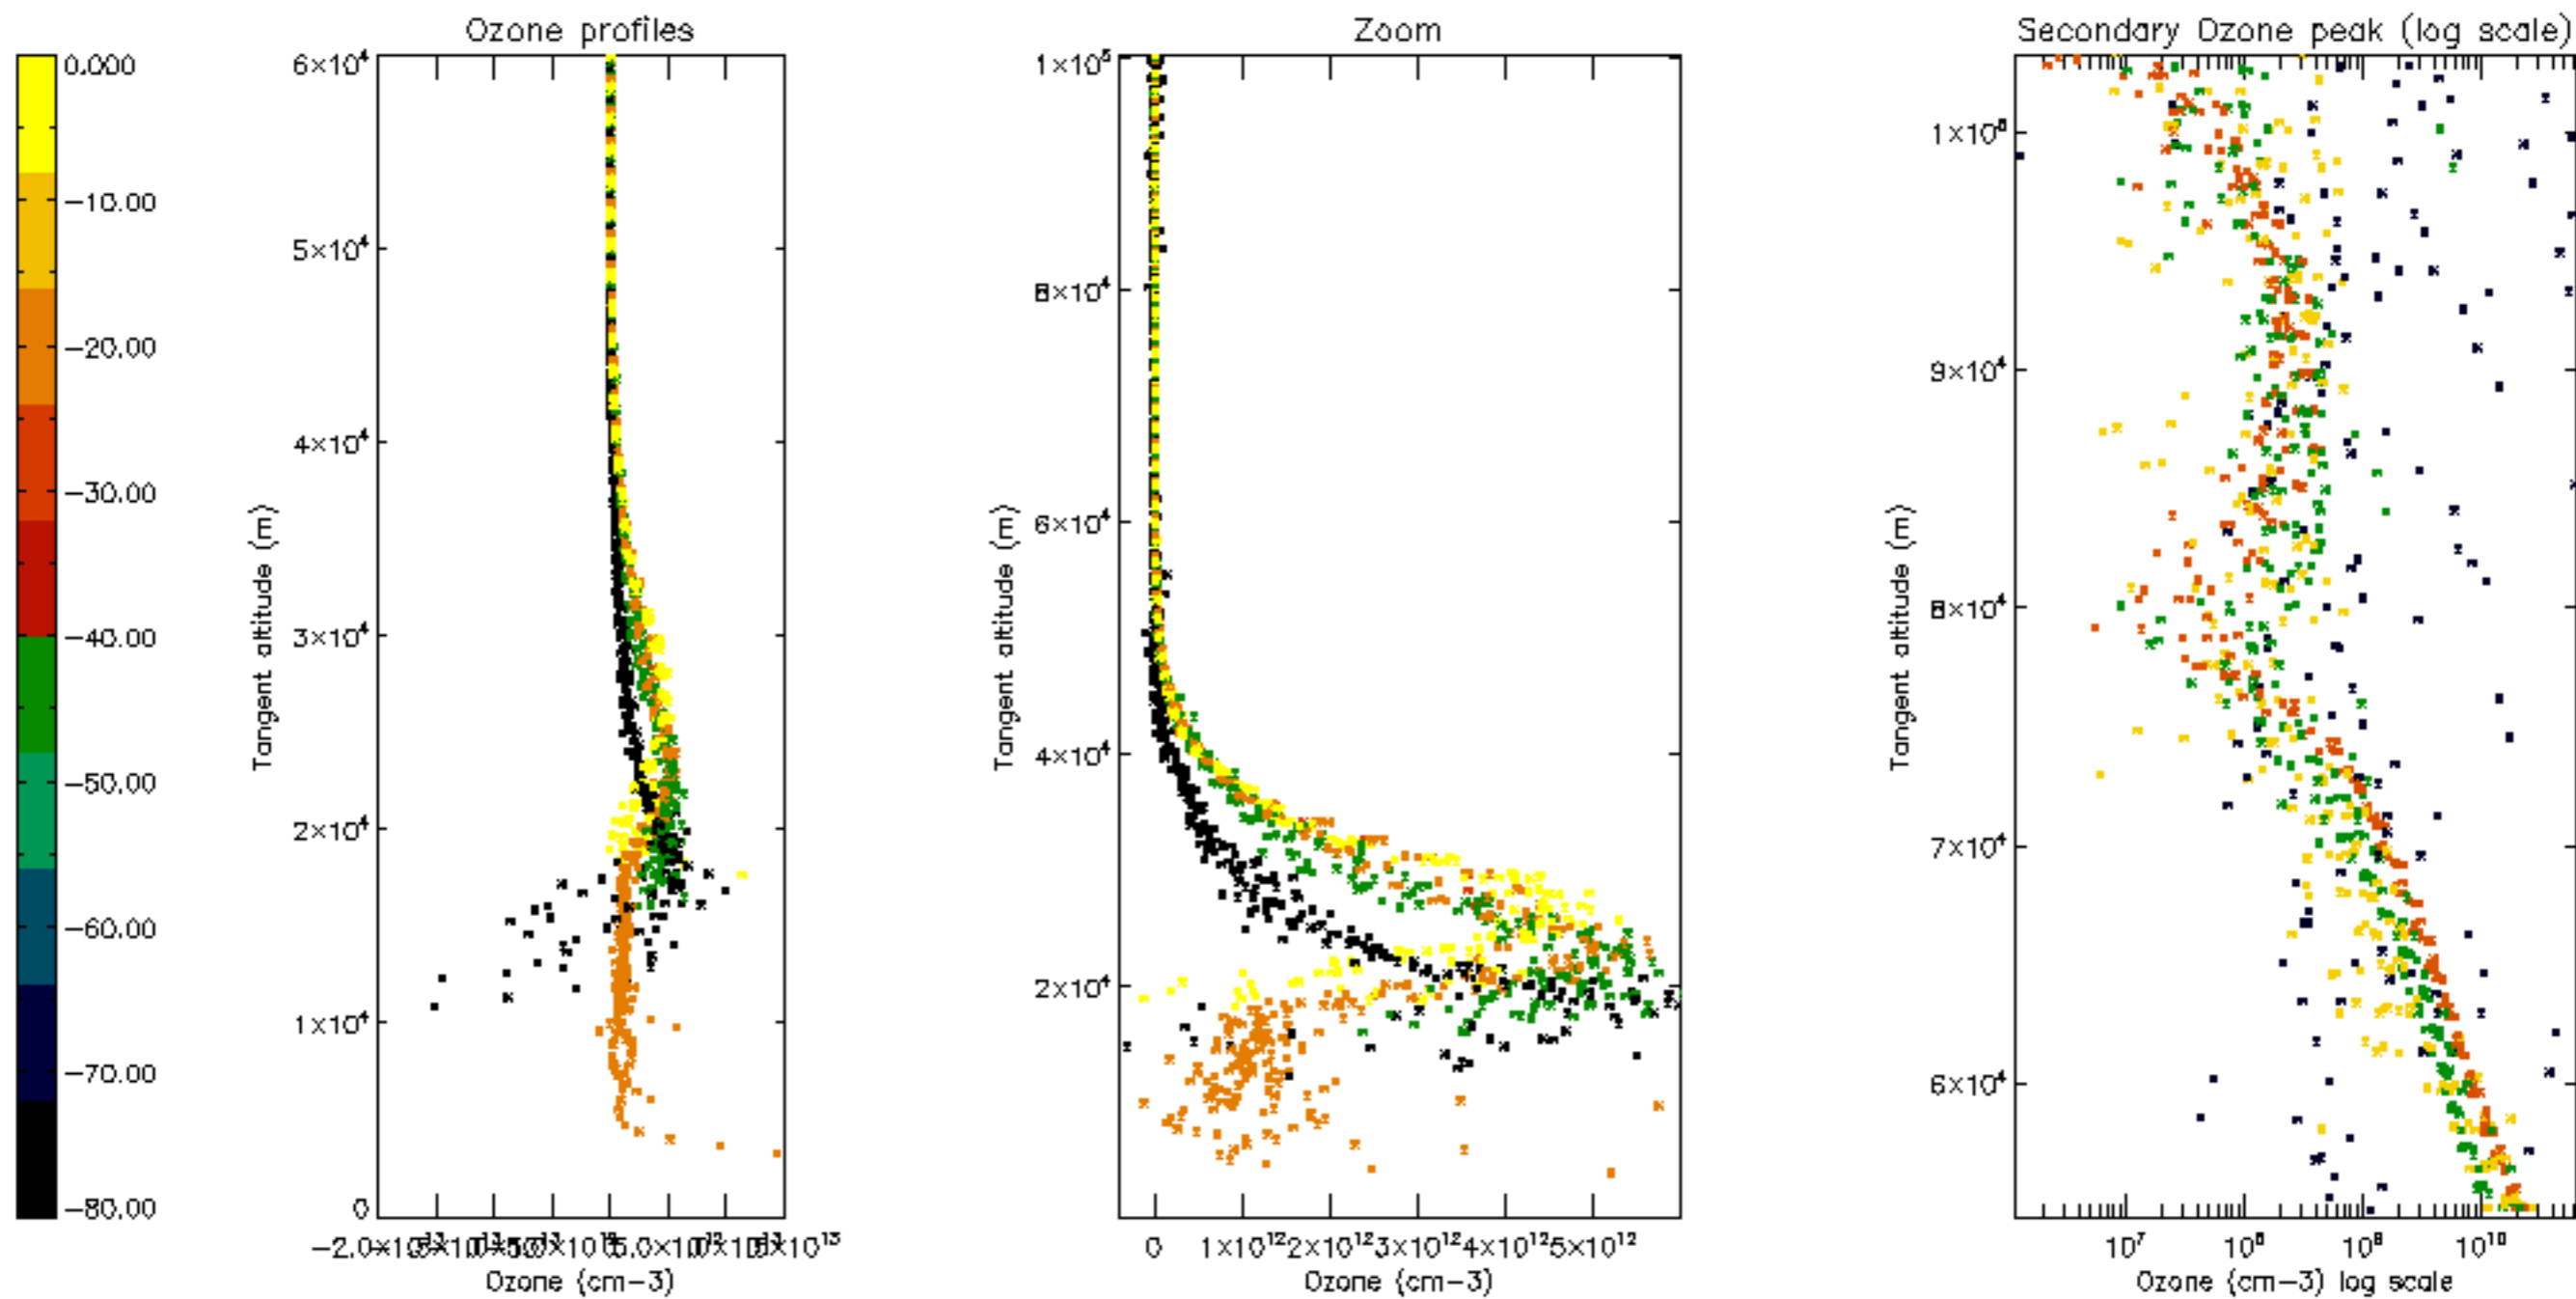 Ozone profiles
Zoom
Secondary Ozone peak (log scale)
0.000
−10.00
−20.00
−30.00
−40.00
−50.00
−60.00
−70.00
−80.00
6×10⁴
5×10⁴
4×10⁴
3×10⁴
2×10⁴
1×10⁴
0
Tangent altitude (m)
Ozone (cm−3)
1×10⁵
8×10⁴
6×10⁴
4×10⁴
2×10⁴
Tangent altitude (m)
0 1×10¹² 2×10¹² 3×10¹² 4×10¹² 5×10¹²
Ozone (cm−3)
1×10⁵
9×10⁴
8×10⁴
7×10⁴
6×10⁴
Tangent altitude (m)
10⁷ 10⁸ 10⁹ 10¹⁰
Ozone (cm−3) log scale